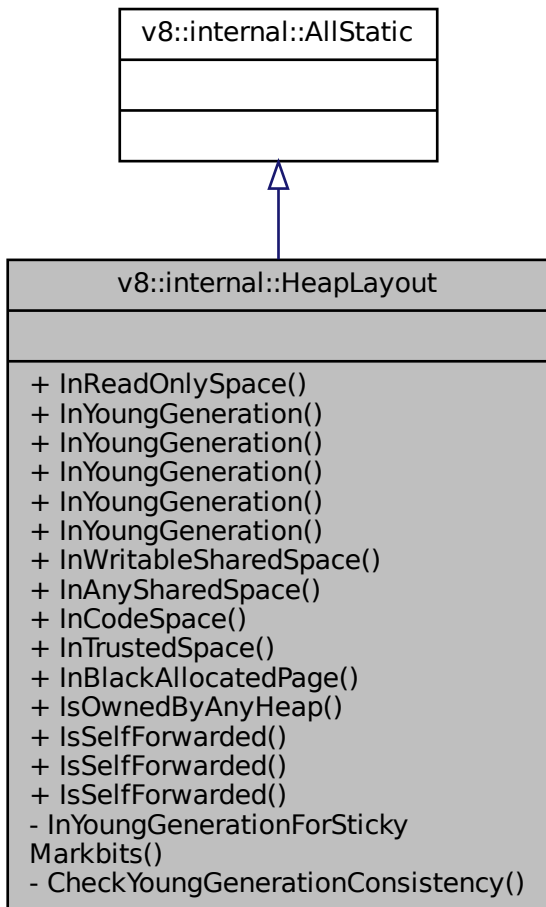 v8::internal::AllStatic
v8::internal::HeapLayout
+ InReadOnlySpace()
+ InYoungGeneration()
+ InYoungGeneration()
+ InYoungGeneration()
+ InYoungGeneration()
+ InYoungGeneration()
+ InWritableSharedSpace()
+ InAnySharedSpace()
+ InCodeSpace()
+ InTrustedSpace()
+ InBlackAllocatedPage()
+ IsOwnedByAnyHeap()
+ IsSelfForwarded()
+ IsSelfForwarded()
+ IsSelfForwarded()
- InYoungGenerationForSticky
Markbits()
- CheckYoungGenerationConsistency()